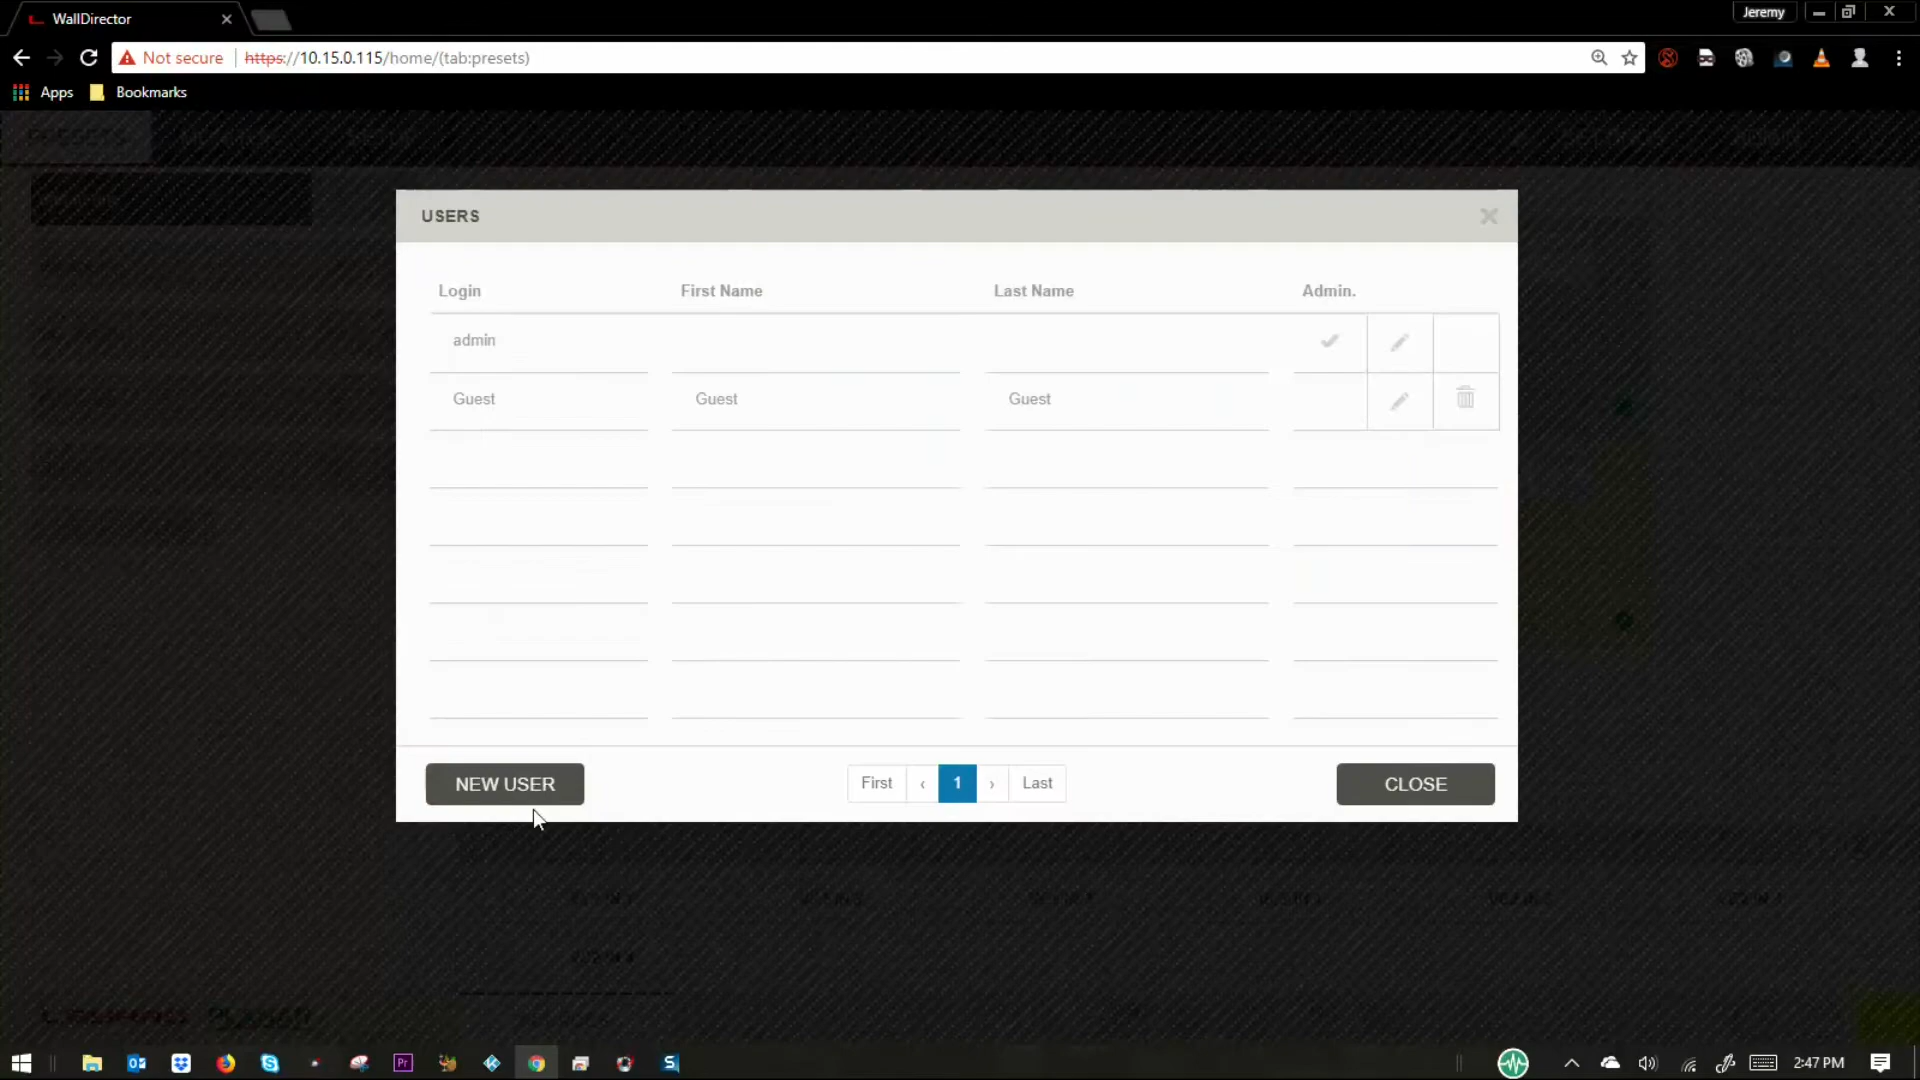 WallDirector
Jeremy
Not secure https://10.15.0.115/home/(tab:presets)
Apps Bookmarks
PRESETS
USERS
Login First Name Last Name Admin.
admin
Guest Guest Guest
NEW USER First ‹ 1 › Last CLOSE
2:47 PM